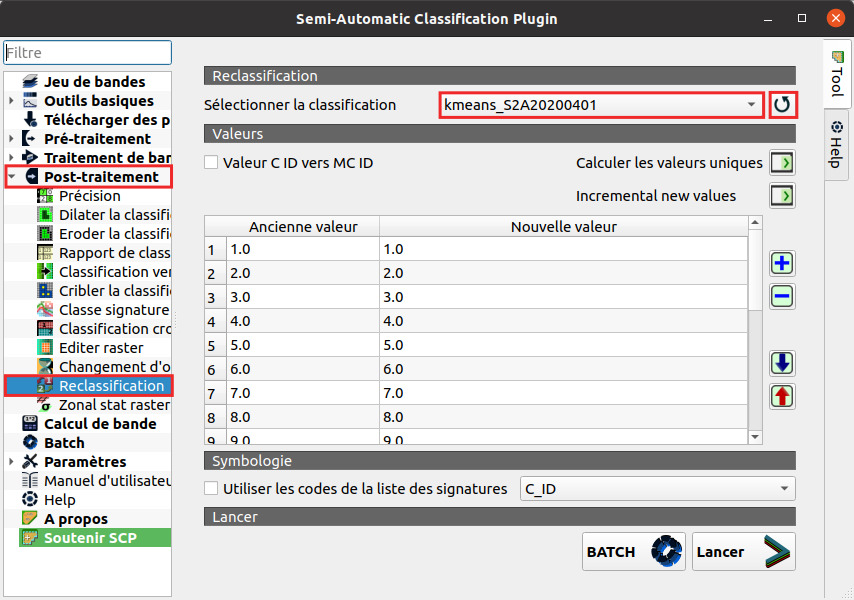 Semi-Automatic Classification Plugin
Filtre
Jeu de bandes
Outils basiques
Télécharger des p
Pré-traitement
Traitement de bar
Post-traitement
Précision
Dilater la classifi
Eroder la classifi
Rapport de class
Classification ver
Cribler la classifi
Classe signature
Classification cro
Editer raster
Changement d'o
Reclassification
Zonal stat raster
Calcul de bande
Batch
Paramètres
Manuel d'utilisateu
Help
A propos
Soutenir SCP
Reclassification
Sélectionner la classification kmeans_S2A20200401
Valeurs
Valeur C ID vers MC ID Calculer les valeurs uniques
Incremental new values
Ancienne valeur Nouvelle valeur
1 1.0 1.0
2 2.0 2.0
3 3.0 3.0
4 4.0 4.0
5 5.0 5.0
6 6.0 6.0
7 7.0 7.0
8 8.0 8.0
9 9.0 9.0
Symbologie
Utiliser les codes de la liste des signatures C_ID
Lancer
BATCH Lancer
Tool
Help